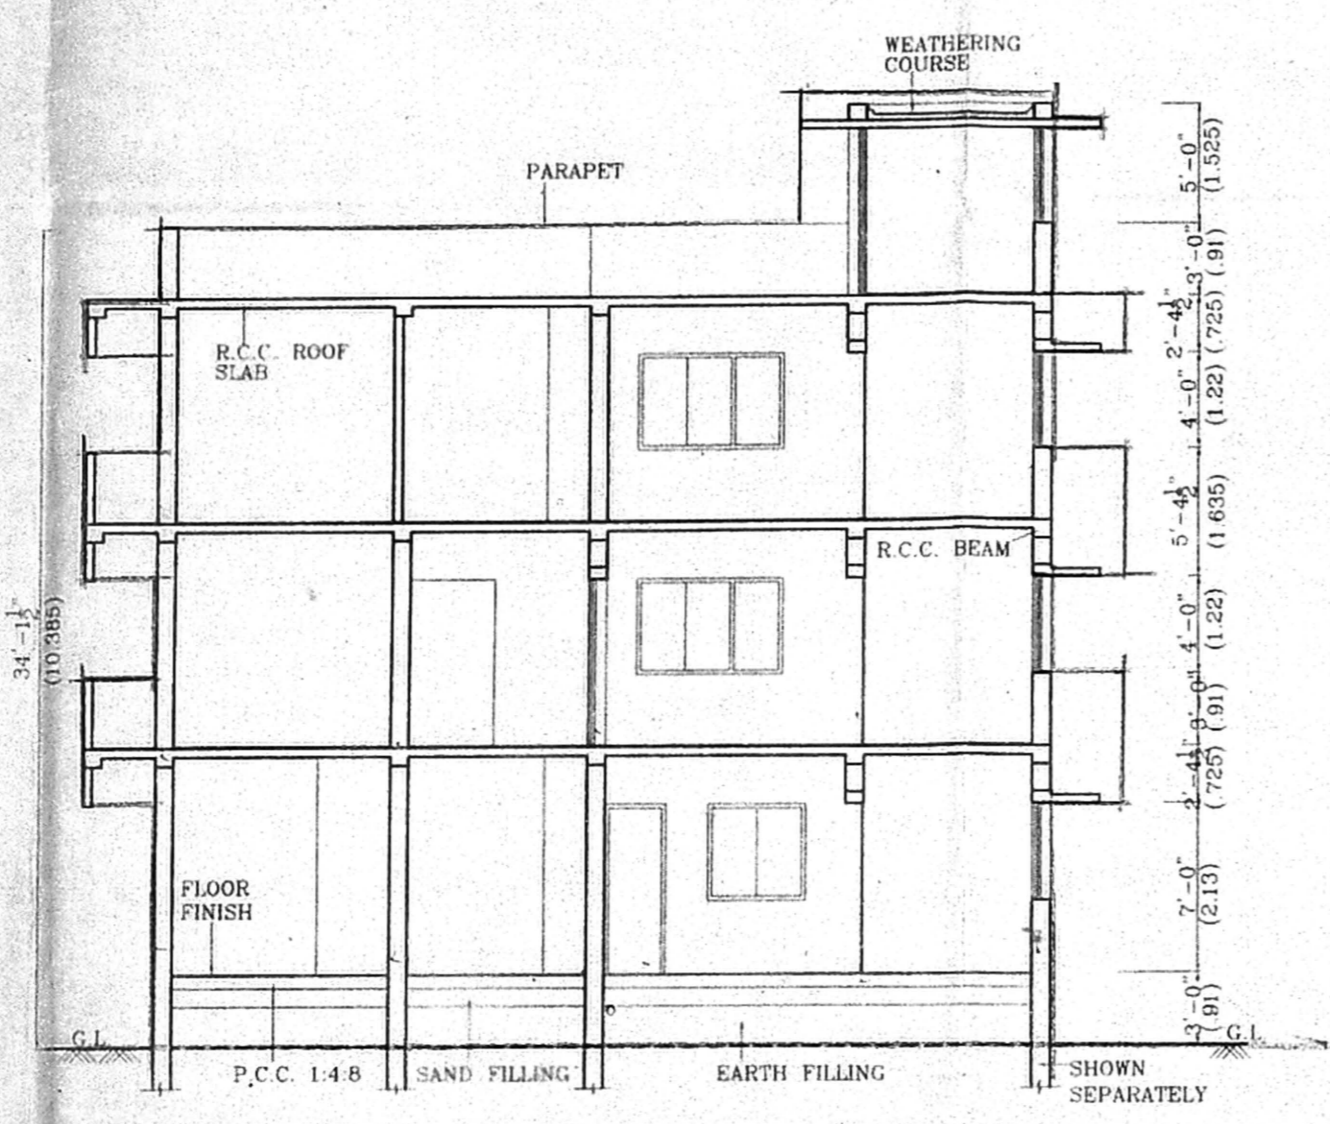 WEATHERING
COURSE
PARAPET
R.C.C. ROOF
SLAB
R.C.C. BEAM
FLOOR
FINISH
34'-1½"
(10.385)
5'-0"
(1.525)
3'-0"
(.91)
2'-4½"
(.725)
4'-0"
(1.22)
5'-4½"
(1.635)
4'-0"
(1.22)
3'-0"
(.91)
2'-4½"
(.725)
7'-0"
(2.13)
3'-0"
(.91)
G.L.
G.L.
P.C.C. 1:4:8
SAND FILLING
EARTH FILLING
SHOWN
SEPARATELY